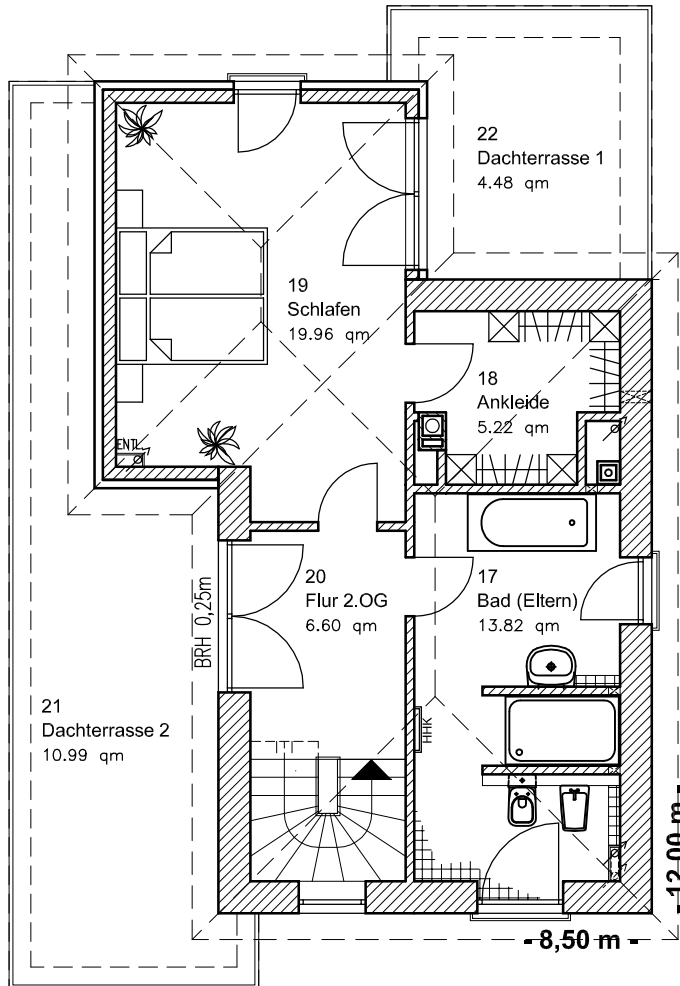 22
Dachterrasse 1
4.48 qm
19
Schlafen
19.96 qm
18
Ankleide
5.22 qm
ENTL.
20
Flur 2.OG
6.60 qm
17
Bad (Eltern)
13.82 qm
BRH 0,25m
21
Dachterrasse 2
10.99 qm
HHK
- 12,00 m -
- 8,50 m -